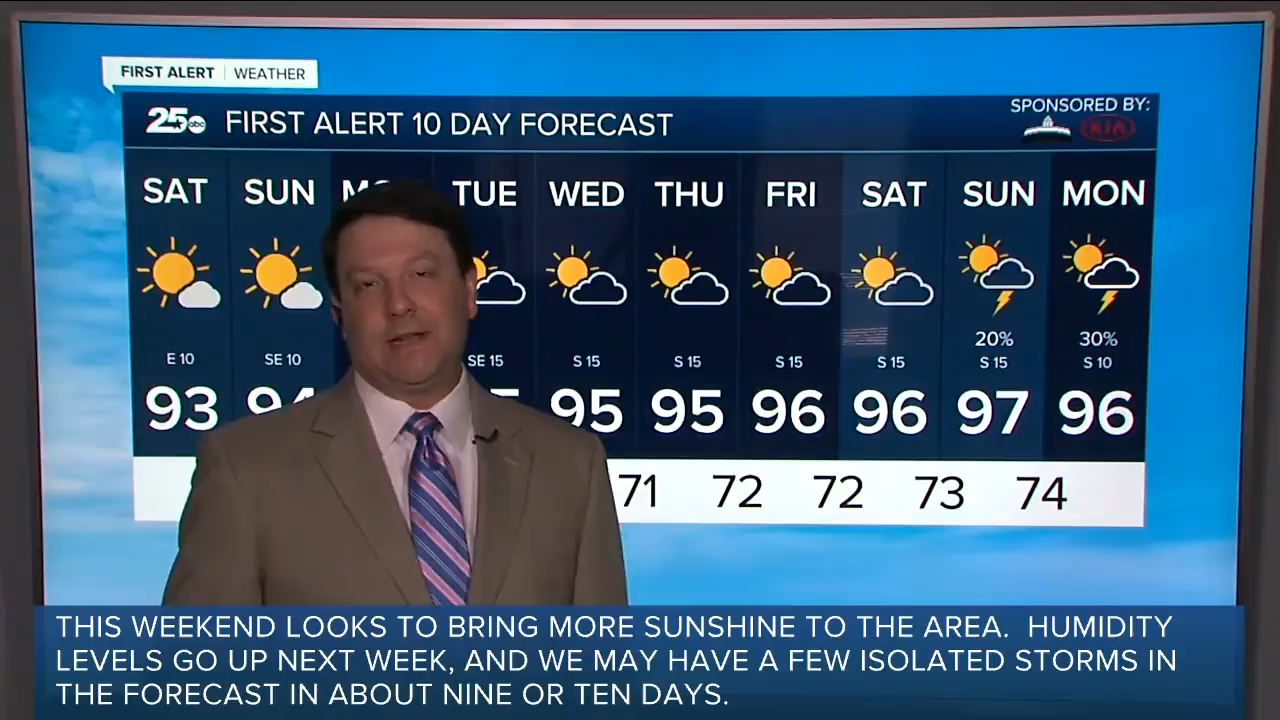 FIRST ALERT | WEATHER
SPONSORED BY:
25 abc FIRST ALERT 10 DAY FORECAST
KIA
SAT SUN TUE WED THU FRI SAT SUN MON
20% 30%
E 10 SE 10 SE 15 S 15 S 15 S 15 S 15 S 15 S 10
93 94 95 95 96 96 97 96
71 72 72 73 74
THIS WEEKEND LOOKS TO BRING MORE SUNSHINE TO THE AREA. HUMIDITY
LEVELS GO UP NEXT WEEK, AND WE MAY HAVE A FEW ISOLATED STORMS IN
THE FORECAST IN ABOUT NINE OR TEN DAYS.